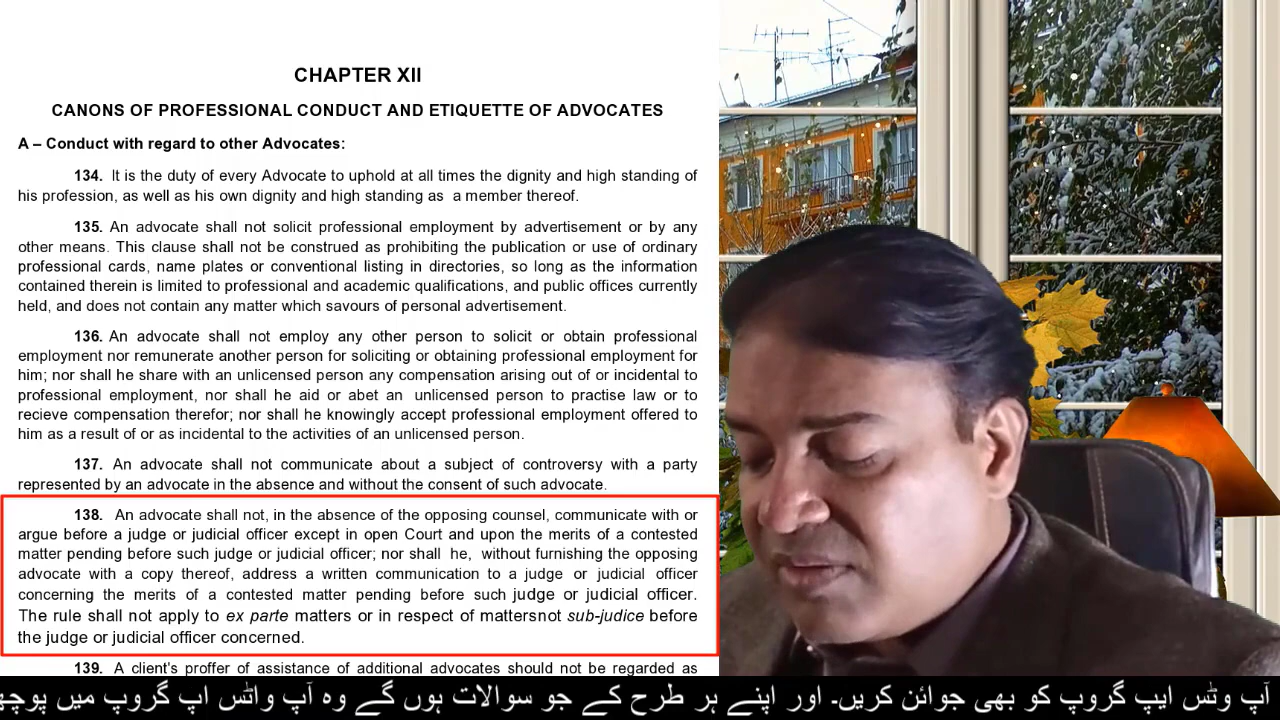 CHAPTER XII
CANONS OF PROFESSIONAL CONDUCT AND ETIQUETTE OF ADVOCATES
A – Conduct with regard to other Advocates:
134. It is the duty of every Advocate to uphold at all times the dignity and high standing of
his profession, as well as his own dignity and high standing as a member thereof.
135. An advocate shall not solicit professional employment by advertisement or by any
other means. This clause shall not be construed as prohibiting the publication or use of ordinary
professional cards, name plates or conventional listing in directories, so long as the information
contained therein is limited to professional and academic qualifications, and public offices currently
held, and does not contain any matter which savours of personal advertisement.
136. An advocate shall not employ any other person to solicit or obtain professional
employment nor remunerate another person for soliciting or obtaining professional employment for
him; nor shall he share with an unlicensed person any compensation arising out of or incidental to
professional employment, nor shall he aid or abet an unlicensed person to practise law or to
recieve compensation therefor; nor shall he knowingly accept professional employment offered to
him as a result of or as incidental to the activities of an unlicensed person.
137. An advocate shall not communicate about a subject of controversy with a party
represented by an advocate in the absence and without the consent of such advocate.
138. An advocate shall not, in the absence of the opposing counsel, communicate with or
argue before a judge or judicial officer except in open Court and upon the merits of a contested
matter pending before such judge or judicial officer; nor shall he, without furnishing the opposing
advocate with a copy thereof, address a written communication to a judge or judicial officer
concerning the merits of a contested matter pending before such judge or judicial officer.
The rule shall not apply to ex parte matters or in respect of mattersnot sub-judice before
the judge or judicial officer concerned.
139. A client's proffer of assistance of additional advocates should not be regarded as
آپ وٹس ایپ گروپ کو بھی جوائن کریں۔ اور اپنے ہر طرح کے جو سوالات ہوں گے وہ آپ واٹس اپ گروپ میں پوچھ